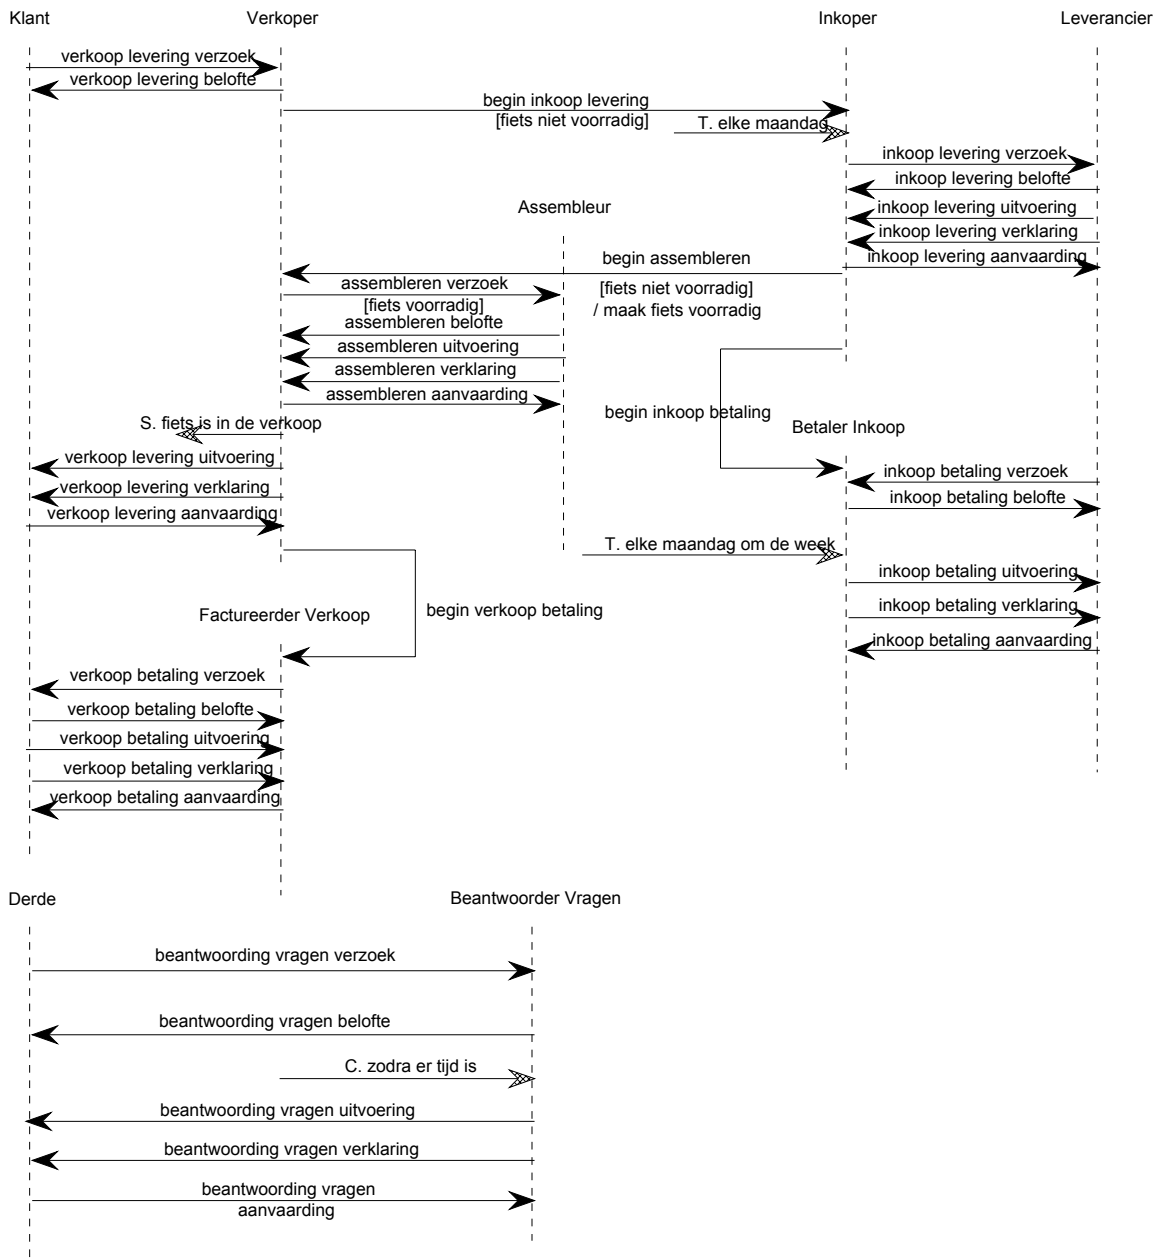 Klant
Verkoper
Inkoper
Leverancier
verkoop levering verzoek
verkoop levering belofte
begin inkoop levering
[fiets niet voorradig]
T. elke maandag
inkoop levering verzoek
inkoop levering belofte
Assembleur
inkoop levering uitvoering
inkoop levering verklaring
begin assembleren
inkoop levering aanvaarding
assembleren verzoek
[fiets niet voorradig]
[fiets voorradig]
/ maak fiets voorradig
assembleren belofte
assembleren uitvoering
assembleren verklaring
assembleren aanvaarding
begin inkoop betaling
S. fiets is in de verkoop
Betaler Inkoop
verkoop levering uitvoering
inkoop betaling verzoek
verkoop levering verklaring
inkoop betaling belofte
verkoop levering aanvaarding
T. elke maandag om de week
inkoop betaling uitvoering
inkoop betaling verklaring
begin verkoop betaling
Factureerder Verkoop
inkoop betaling aanvaarding
verkoop betaling verzoek
verkoop betaling belofte
verkoop betaling uitvoering
verkoop betaling verklaring
verkoop betaling aanvaarding
Derde
Beantwoorder Vragen
beantwoording vragen verzoek
beantwoording vragen belofte
C. zodra er tijd is
beantwoording vragen uitvoering
beantwoording vragen verklaring
beantwoording vragen
aanvaarding